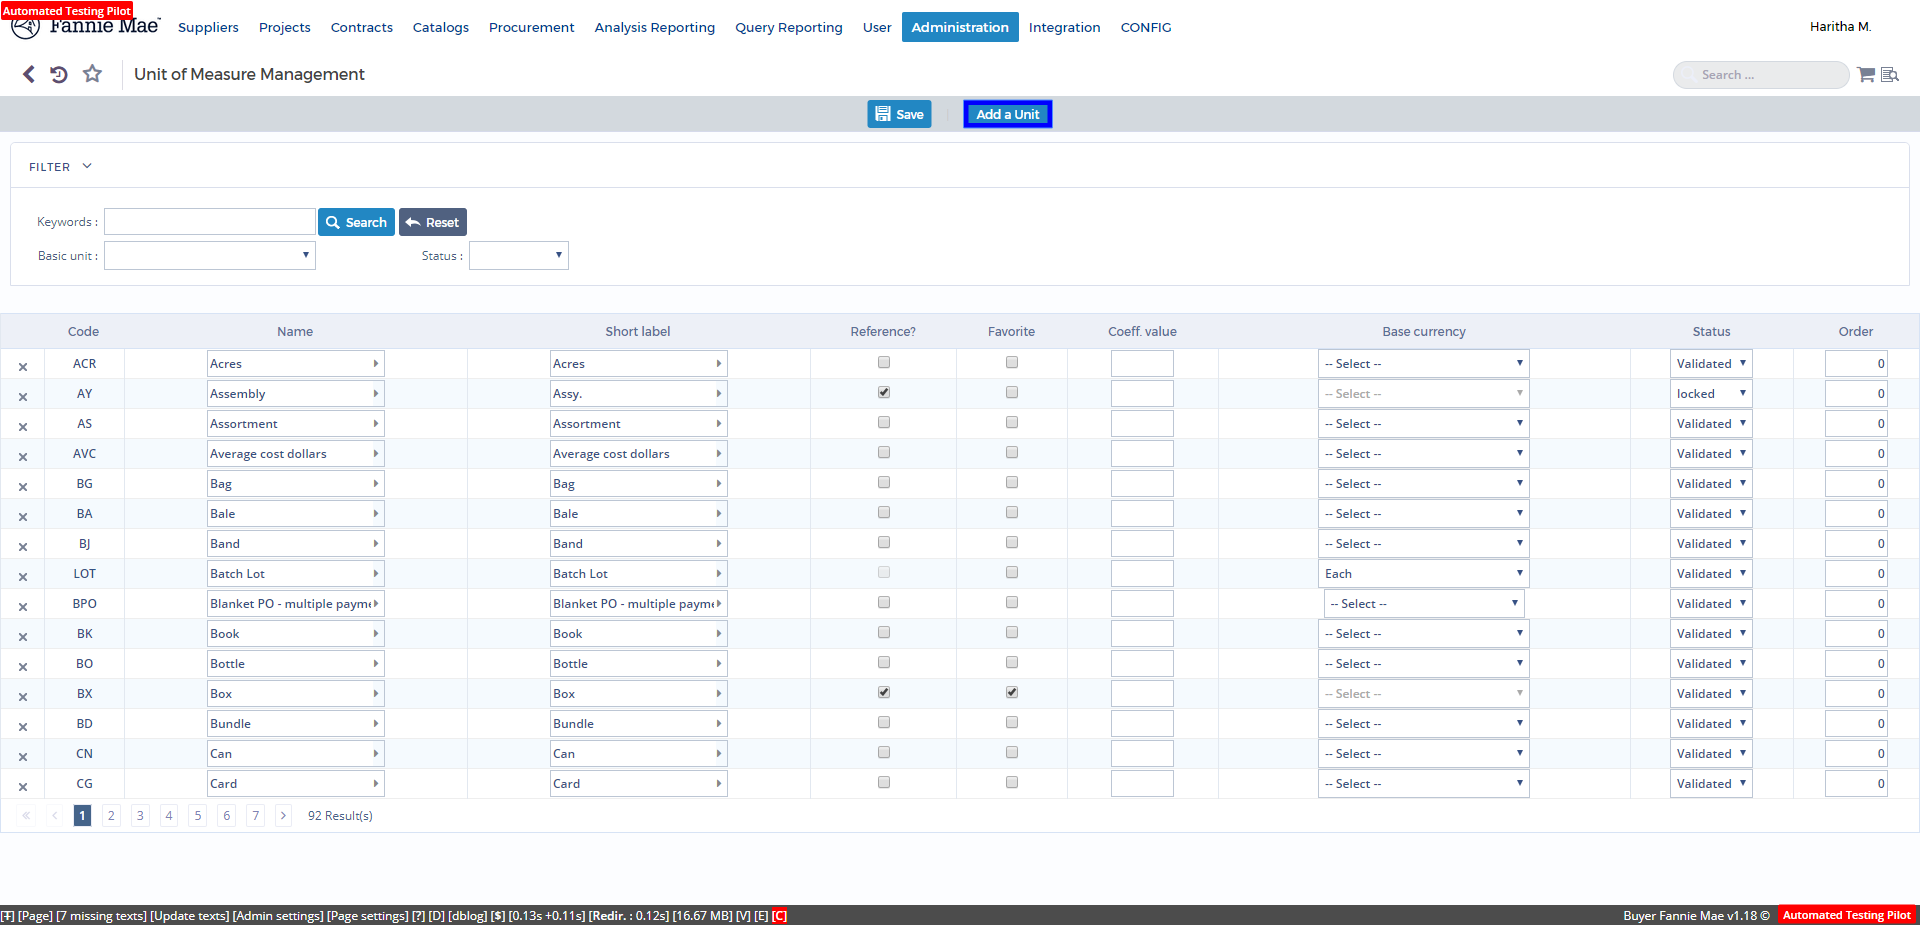 Automated Testing Pilot
Fannie Mae™ Suppliers Projects Contracts Catalogs Procurement Analysis Reporting Query Reporting User Administration Integration CONFIG Haritha M.
Unit of Measure Management Search ...
Save Add a Unit
FILTER
Keywords : Search Reset
Basic unit : Status :
Code Name Short label Reference? Favorite Coeff. value Base currency Status Order
ACR Acres Acres -- Select -- Validated 0
AY Assembly Assy. -- Select -- locked 0
AS Assortment Assortment -- Select -- Validated 0
AVC Average cost dollars Average cost dollars -- Select -- Validated 0
BG Bag Bag -- Select -- Validated 0
BA Bale Bale -- Select -- Validated 0
BJ Band Band -- Select -- Validated 0
LOT Batch Lot Batch Lot Each Validated 0
BPO Blanket PO - multiple payme Blanket PO - multiple payme -- Select -- Validated 0
BK Book Book -- Select -- Validated 0
BO Bottle Bottle -- Select -- Validated 0
BX Box Box -- Select -- Validated 0
BD Bundle Bundle -- Select -- Validated 0
CN Can Can -- Select -- Validated 0
CG Card Card -- Select -- Validated 0
« < 1 2 3 4 5 6 7 > 92 Result(s)
[T] [Page] [7 missing texts] [Update texts] [Admin settings] [Page settings] [?] [D] [dblog] [$] [0.13s +0.11s] [Redir. : 0.12s] [16.67 MB] [V] [E] [C] Buyer Fannie Mae v1.18 © Automated Testing Pilot